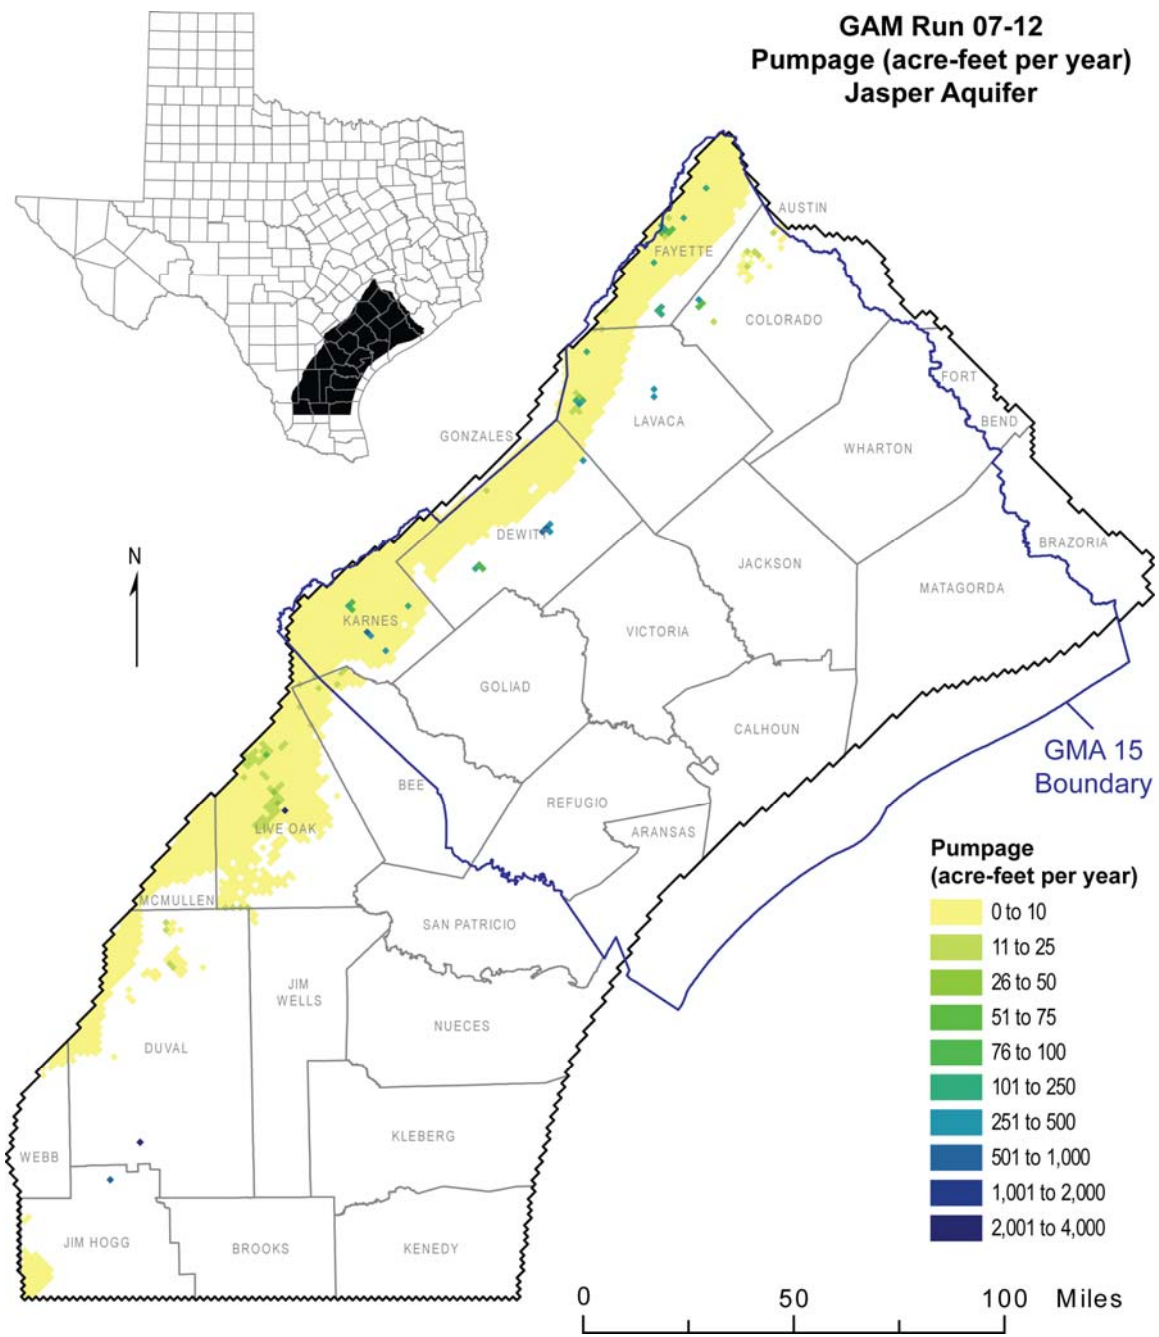 GAM Run 07-12
Pumpage (acre-feet per year)
Jasper Aquifer
AUSTIN
FAYETTE
COLORADO
FORT
BEND
GONZALES
LAVACA
WHARTON
N
DEWITT
JACKSON
BRAZORIA
MATAGORDA
KARNES
VICTORIA
GOLIAD
CALHOUN
GMA 15
Boundary
BEE
REFUGIO
ARANSAS
LIVE OAK
MCMULLEN
SAN PATRICIO
JIM
WELLS
NUECES
DUVAL
KLEBERG
WEBB
JIM HOGG
BROOKS
KENEDY
Pumpage
(acre-feet per year)
0 to 10
11 to 25
26 to 50
51 to 75
76 to 100
101 to 250
251 to 500
501 to 1,000
1,001 to 2,000
2,001 to 4,000
0 50 100 Miles